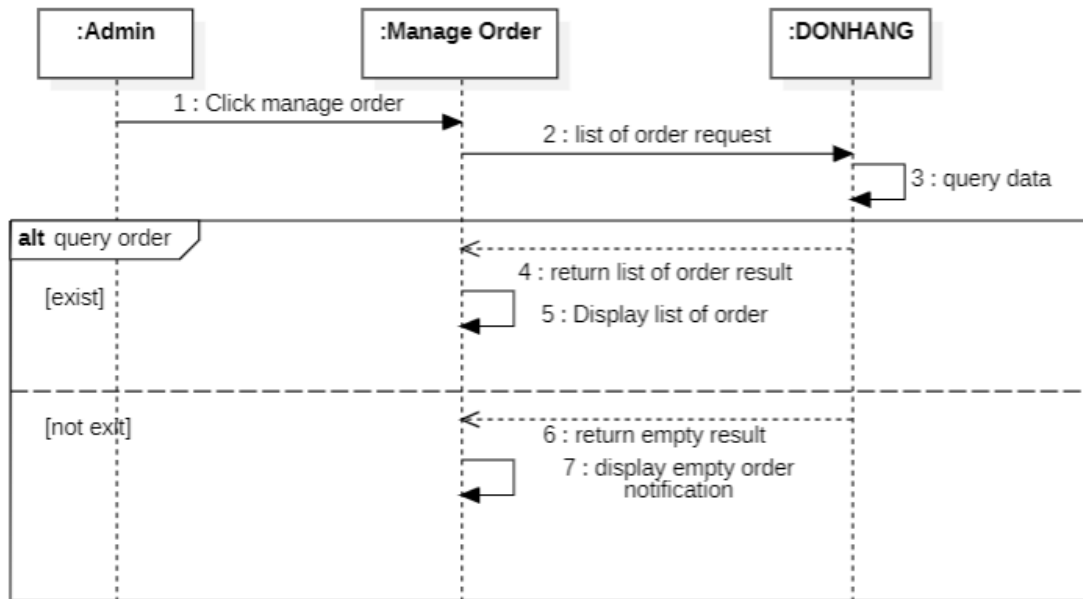 :Admin
:Manage Order
:DONHANG
1 : Click manage order
2 : list of order request
3 : query data
alt query order
4 : return list of order result
[exist]
5 : Display list of order
[not exit]
6 : return empty result
7 : display empty order
notification